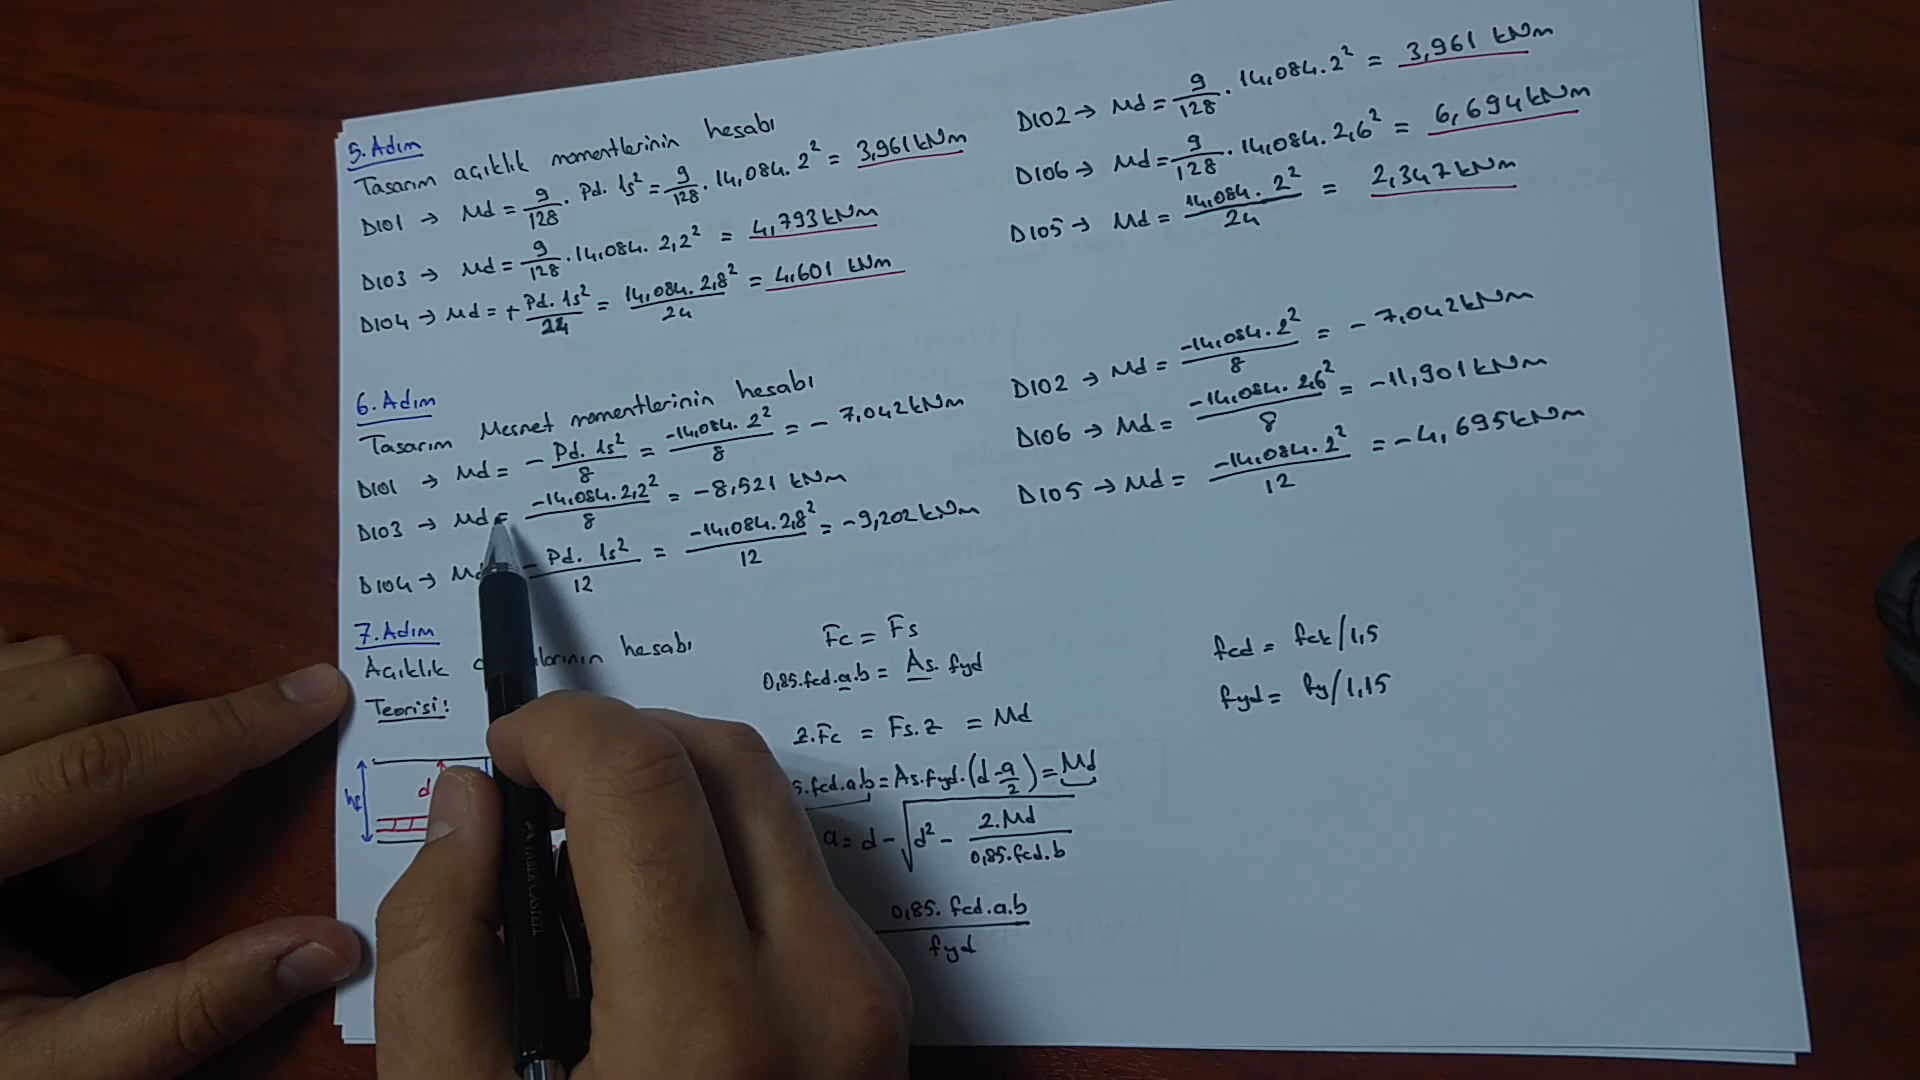 5.Adım
Tasarım açıklık momentlerinin hesabı
D101 → Md = 9/128 . Pd. ls² = 9/128 . 14,084. 2² = 3,961 kNm
D103 → Md = 9/128 . 14,084. 2,2² = 4,793 kNm
D104 → Md = + Pd. ls²/24 = 14,084. 2,8²/24 = 4,601 kNm
D102 → Md = 9/128 . 14,084. 2² = 3,961 kNm
D106 → Md = 9/128 . 14,084. 2,6² = 6,694 kNm
D105 → Md = 14,084. 2²/24 = 2,347 kNm
6.Adım
Tasarım Mesnet momentlerinin hesabı
D101 → Md = - Pd. ls²/8 = -14,084. 2²/8 = - 7,042 kNm
D103 → Md = -14,084. 2,2²/8 = -8,521 kNm
D104 → Md - Pd. ls²/12 = -14,084. 2,8²/12 = -9,202 kNm
D102 → Md = -14,084. 2²/8 = - 7,042 kNm
D106 → Md = -14,084. 2,6²/8 = -11,901 kNm
D105 → Md = -14,084. 2²/12 = -4,695 kNm
7.Adım
Açıklık hesabı
Teorisi:
d
Fc = Fs
0,85.fcd.a.b = As. fyd
z.Fc = Fs.z = Md
.fcd.a.b = As.fyd.(d-a/2) = Md
a = d - √(d² - 2.Md/0,85.fcd.b)
0,85. fcd.a.b/fyd
fcd = fck/1,5
fyd = fy/1,15
FABER-CASTELL